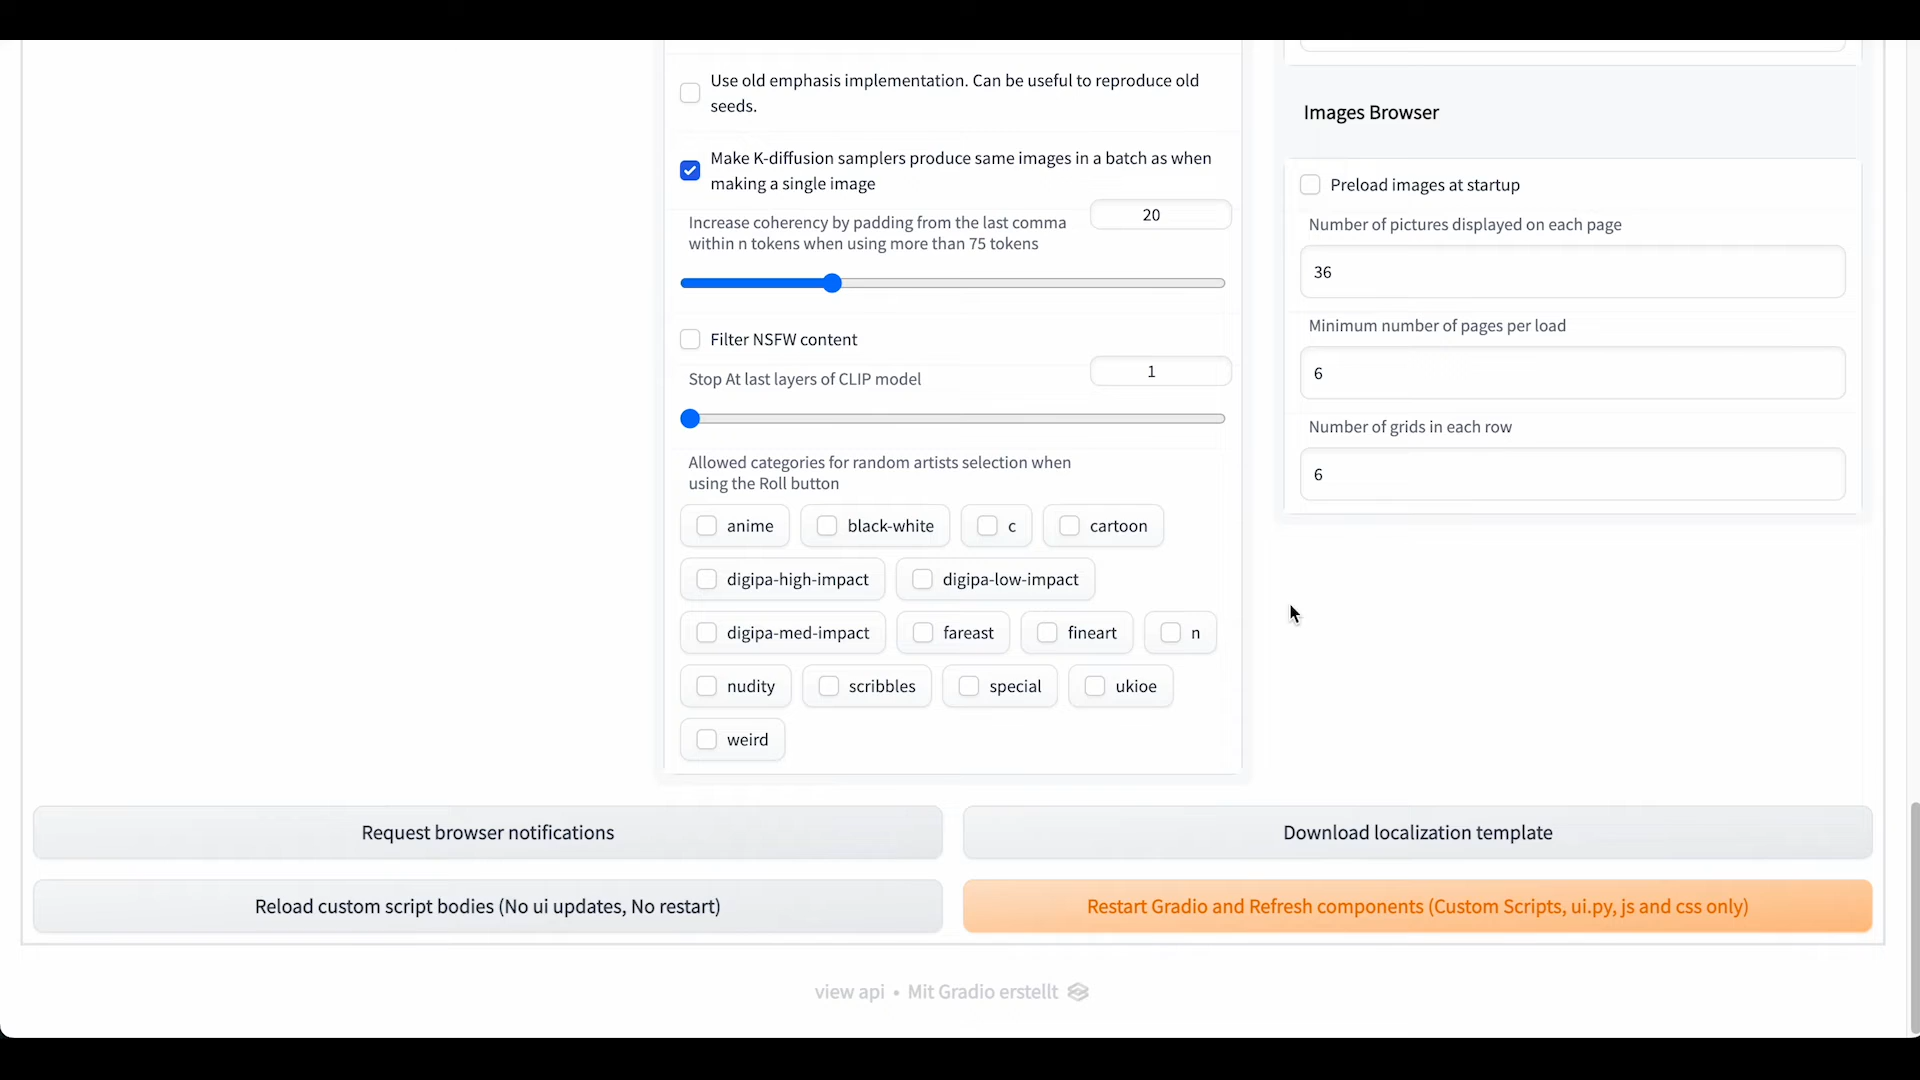 Use old emphasis implementation. Can be useful to reproduce old
seeds.
Make K-diffusion samplers produce same images in a batch as when
making a single image
Increase coherency by padding from the last comma
within n tokens when using more than 75 tokens
20
Filter NSFW content
Stop At last layers of CLIP model
1
Allowed categories for random artists selection when
using the Roll button
anime black-white c cartoon
digipa-high-impact digipa-low-impact
digipa-med-impact fareast fineart n
nudity scribbles special ukioe
weird
Images Browser
Preload images at startup
Number of pictures displayed on each page
36
Minimum number of pages per load
6
Number of grids in each row
6
Request browser notifications
Download localization template
Reload custom script bodies (No ui updates, No restart)
Restart Gradio and Refresh components (Custom Scripts, ui.py, js and css only)
view api • Mit Gradio erstellt